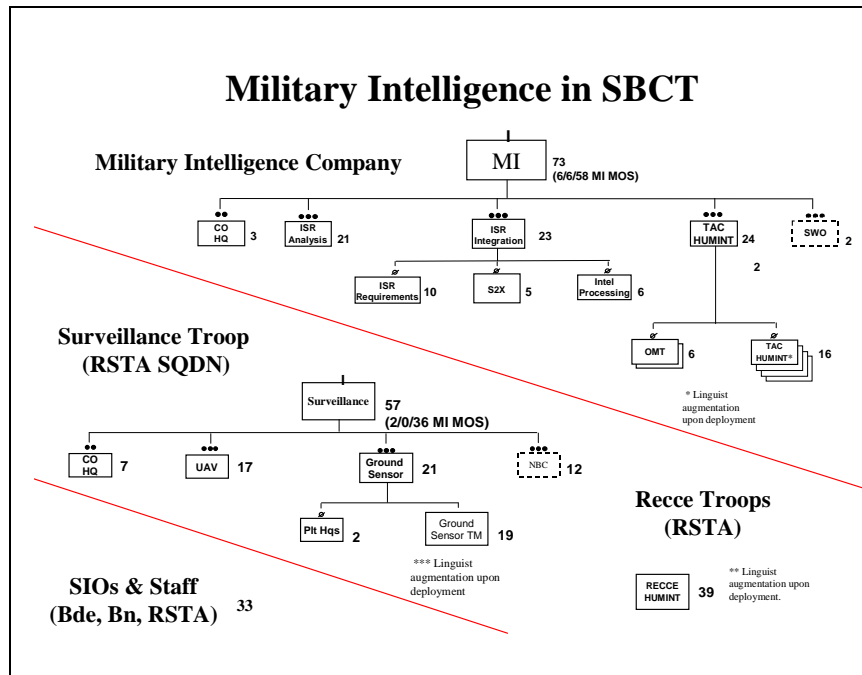 Military Intelligence in SBCT
Military Intelligence Company
MI
73
(6/6/58 MI MOS)
CO
HQ
3
ISR
Analysis
21
ISR
Integration
23
TAC
HUMINT
24
SWO
2
2
ISR
Requirements
10
S2X
5
Intel
Processing
6
OMT
6
TAC
HUMINT*
16
* Linguist
augmentation
upon deployment
Surveillance Troop
(RSTA SQDN)
Surveillance
57
(2/0/36 MI MOS)
CO
HQ
7
UAV
17
Ground
Sensor
21
NBC
12
Plt Hqs
2
Ground
Sensor TM
19
*** Linguist
augmentation upon
deployment
Recce Troops
(RSTA)
RECCE
HUMINT
39
** Linguist
augmentation upon
deployment.
SIOs & Staff
(Bde, Bn, RSTA)
33